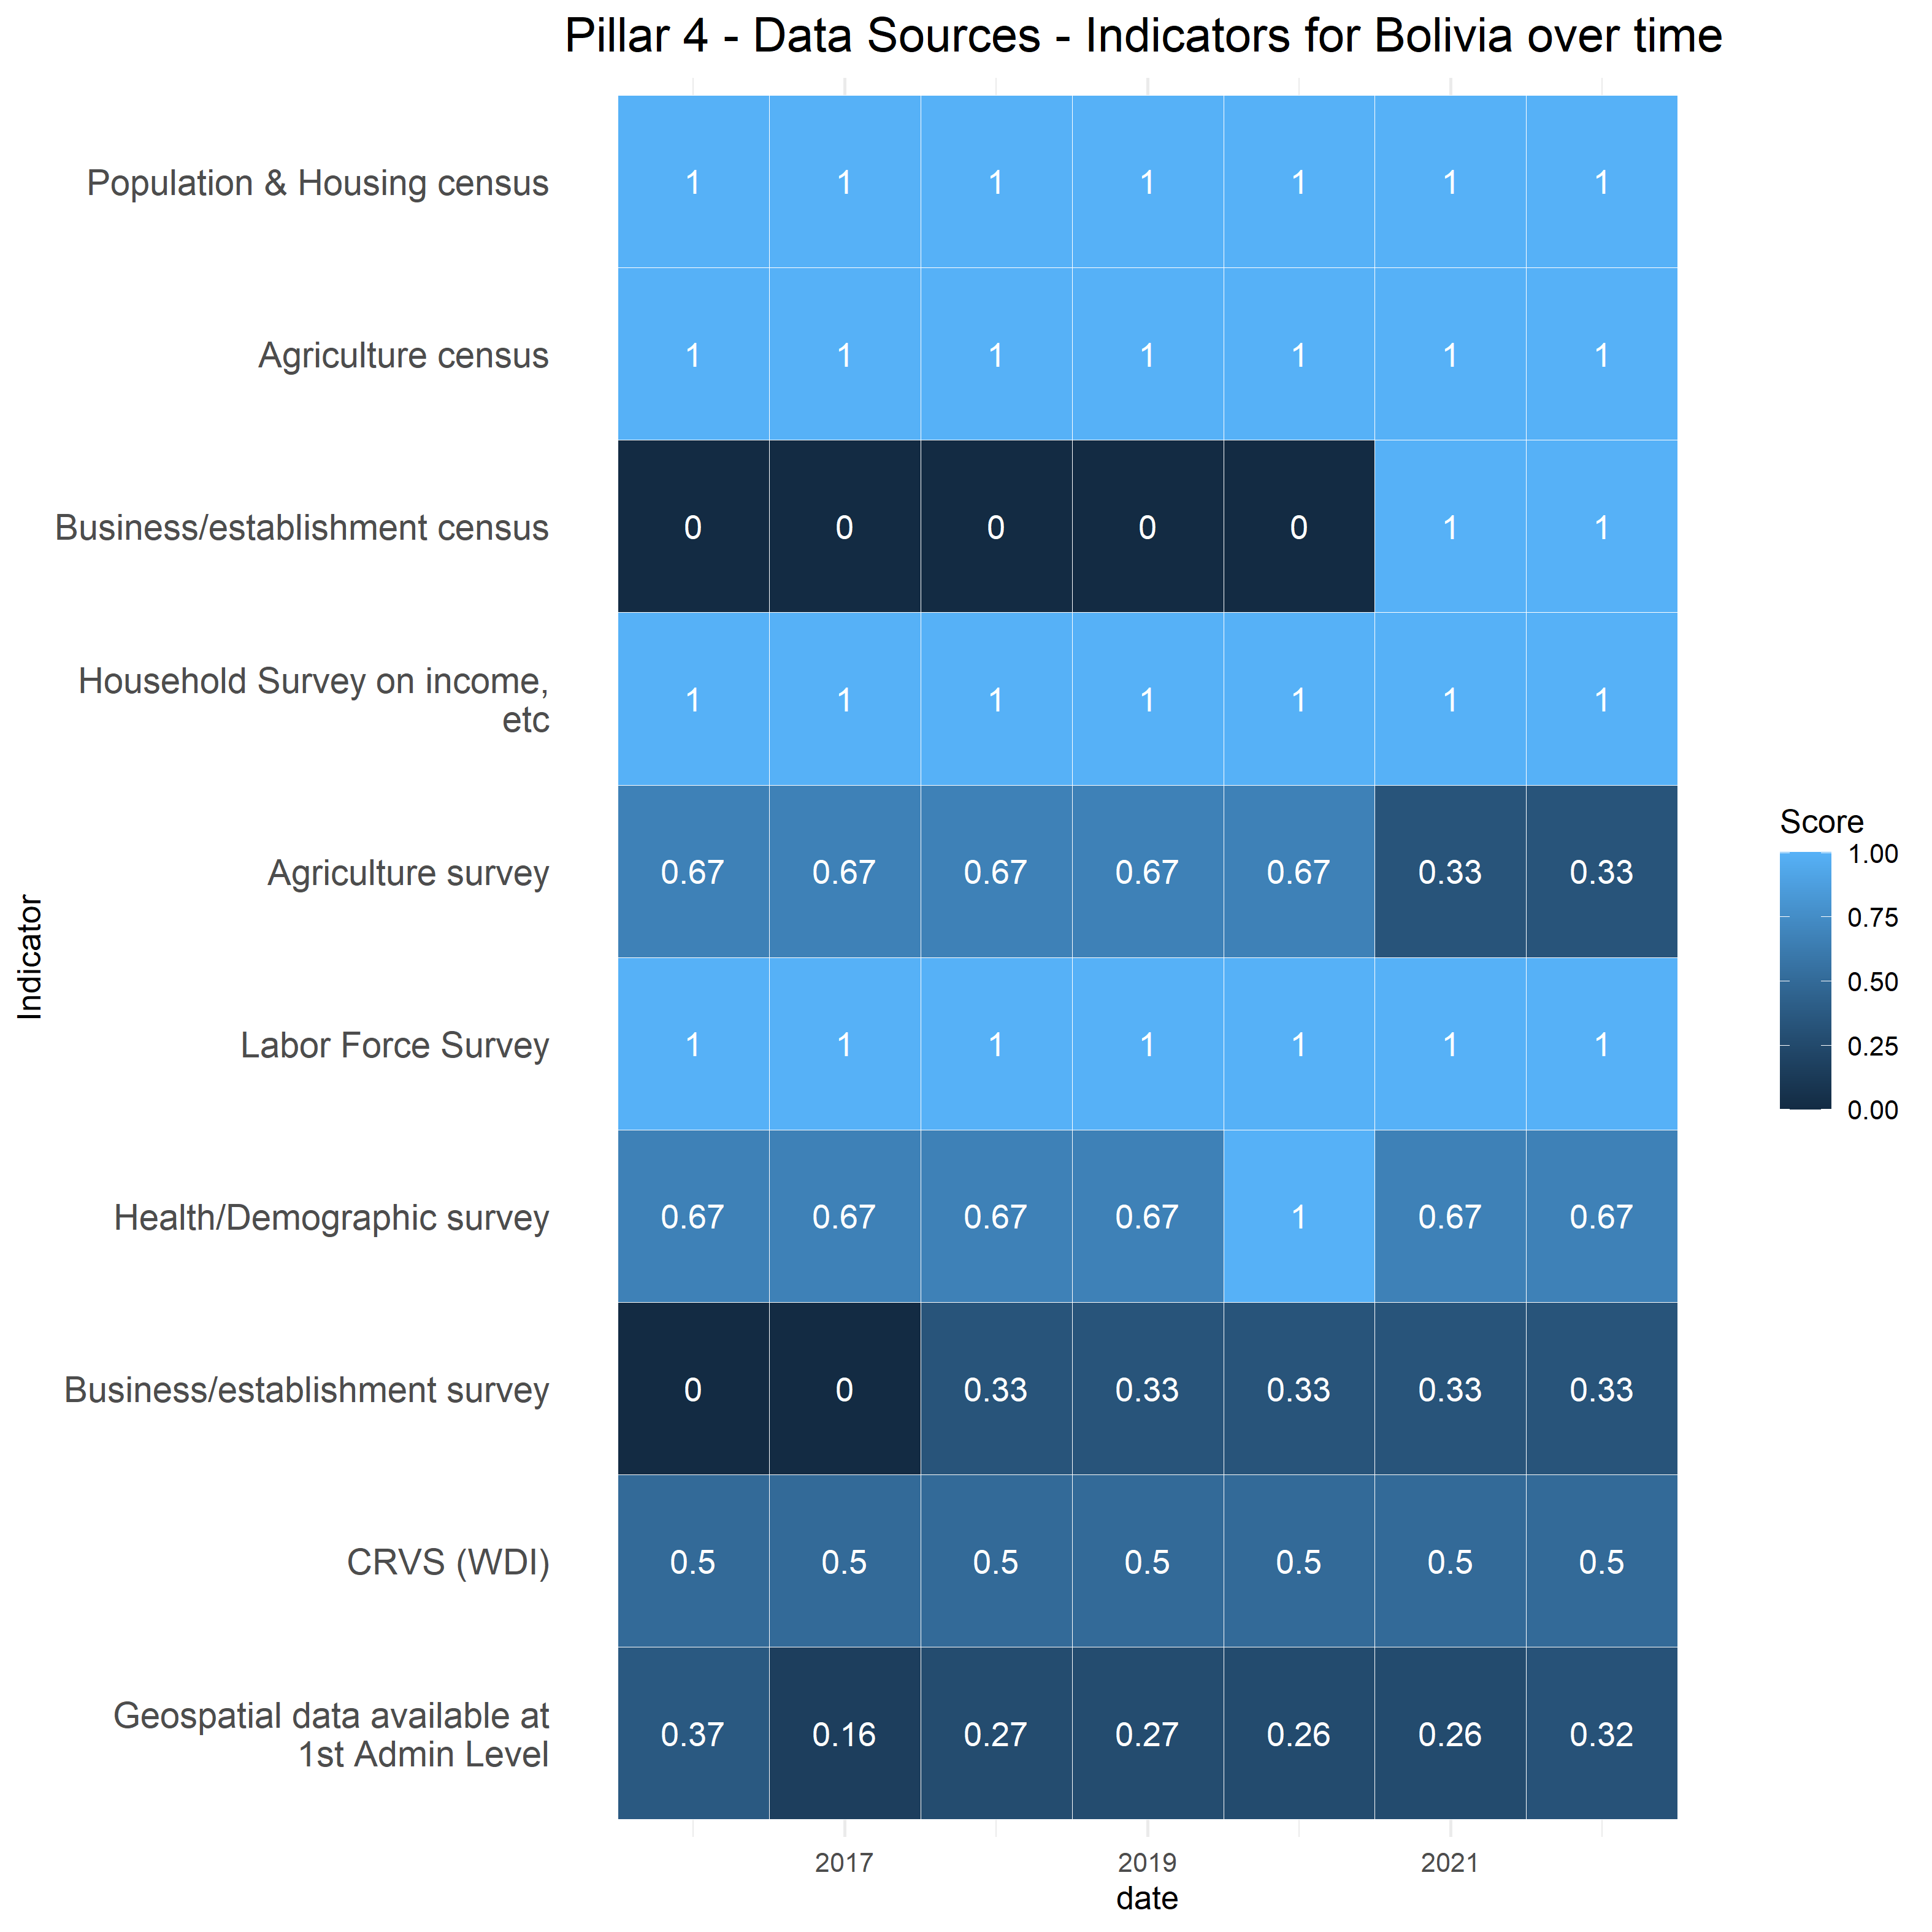 Pillar 4 - Data Sources - Indicators for Bolivia over time
Indicator
Population & Housing census
1 1 1 1 1 1 1
Agriculture census
1 1 1 1 1 1 1
Business/establishment census
0 0 0 0 0 1 1
Household Survey on income,
etc
1 1 1 1 1 1 1
Agriculture survey
0.67 0.67 0.67 0.67 0.67 0.33 0.33
Labor Force Survey
1 1 1 1 1 1 1
Health/Demographic survey
0.67 0.67 0.67 0.67 1 0.67 0.67
Business/establishment survey
0 0 0.33 0.33 0.33 0.33 0.33
CRVS (WDI)
0.5 0.5 0.5 0.5 0.5 0.5 0.5
Geospatial data available at
1st Admin Level
0.37 0.16 0.27 0.27 0.26 0.26 0.32
2017 2019 2021
date
Score
1.00
0.75
0.50
0.25
0.00